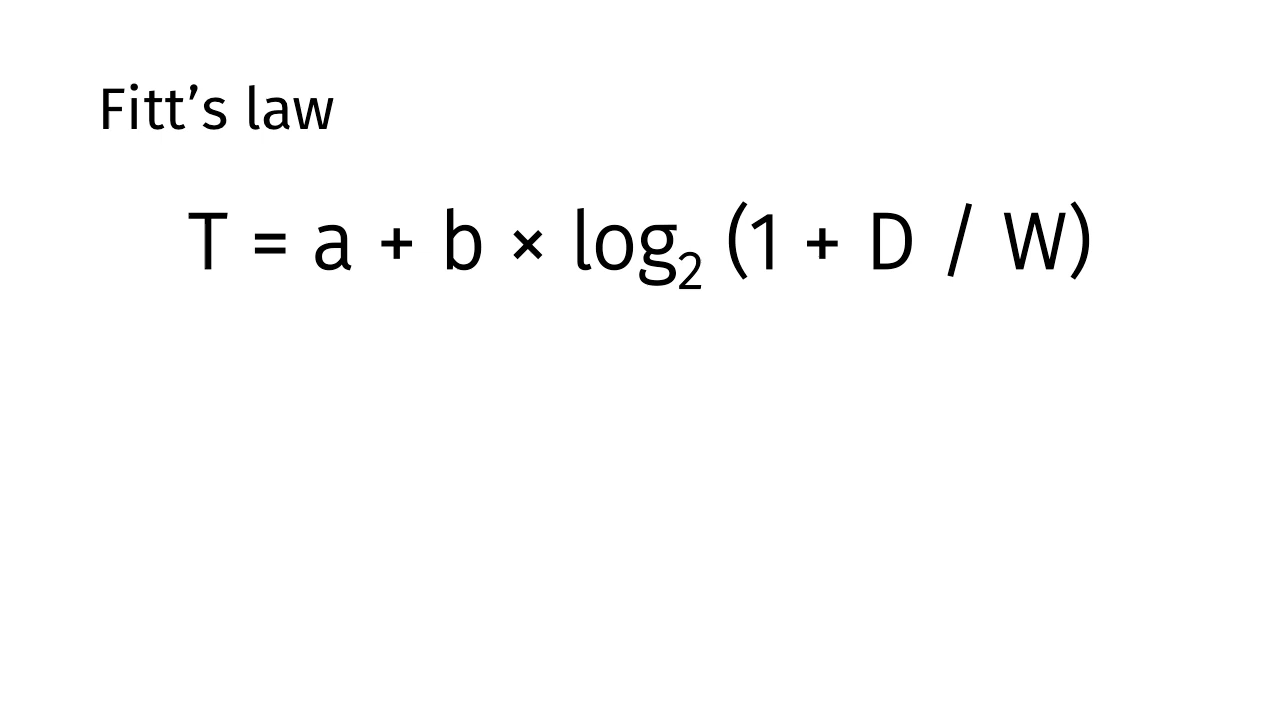 Fitt’s law
T = a + b × log₂ (1 + D / W)